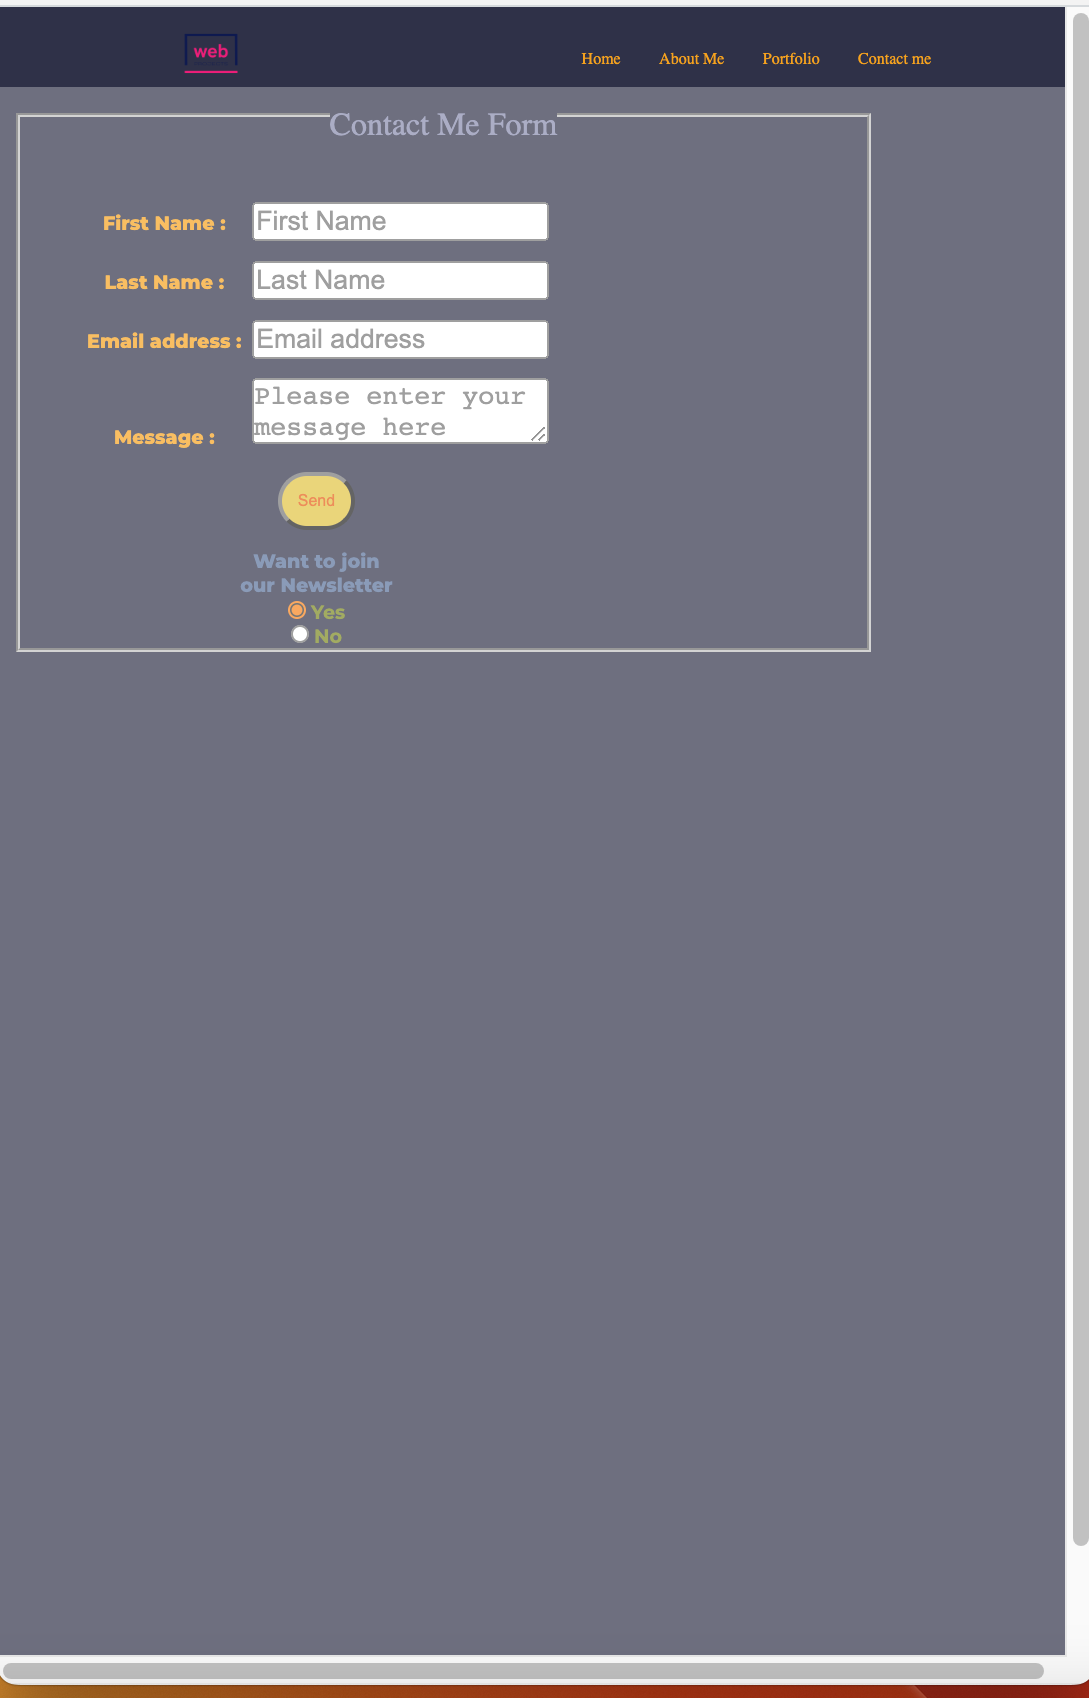 web
Home About Me Portfolio Contact me
Contact Me Form
First Name : First Name
Last Name : Last Name
Email address : Email address
Message : Please enter your
message here
Send
Want to join
our Newsletter
Yes
No